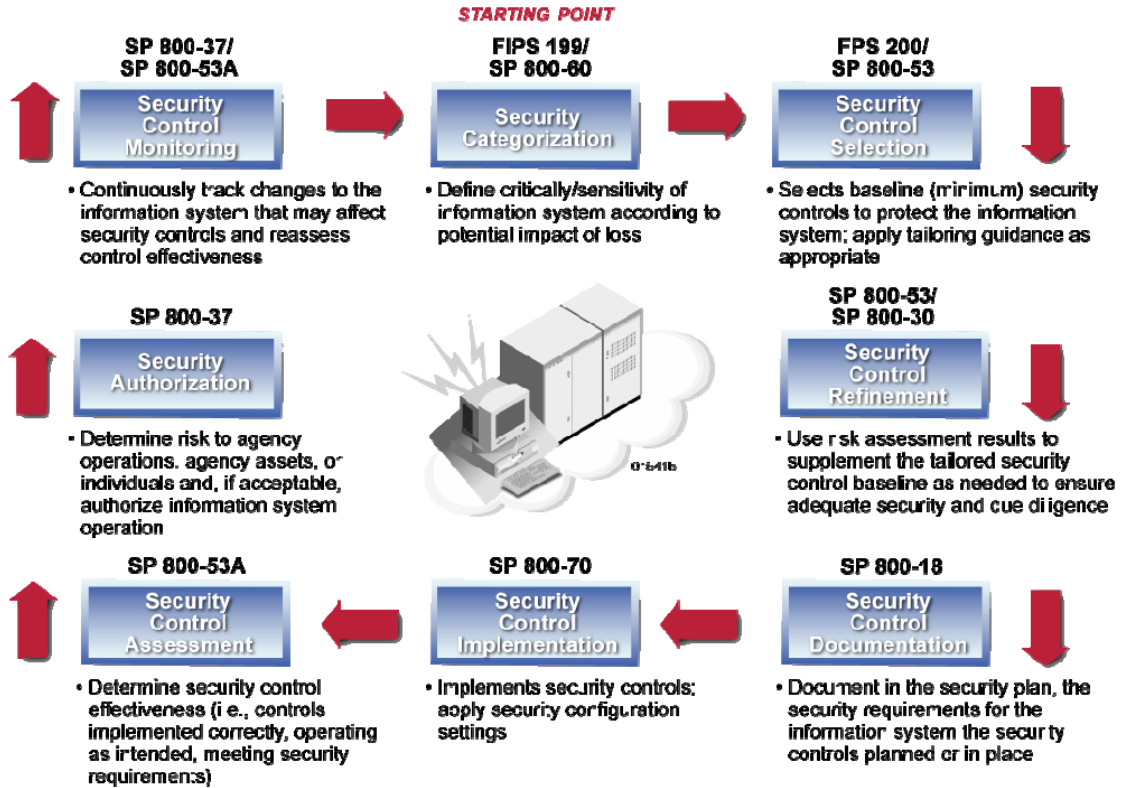 STARTING POINT
SP 800-37/
SP 800-53A
Security
Control
Monitoring
• Continuously track changes to the
information system that may affect
security controls and reassess
control effectiveness
FIPS 199/
SP 800-60
Security
Categorization
• Define critically/sensitivity of
information system according to
potential impact of loss
FPS 200/
SP 800-53
Security
Control
Selection
• Selects baseline (minimum) security
controls to protect the information
system; apply tailoring guidance as
appropriate
SP 800-37
Security
Authorization
• Determine risk to agency
operations, agency assets, or
individuals and, if acceptable,
authorize information system
operation
SP 800-53/
SP 800-30
Security
Control
Refinement
• Use risk assessment results to
supplement the tailored security
control baseline as needed to ensure
adequate security and due diligence
SP 800-53A
Security
Control
Assessment
• Determine security control
effectiveness (i.e., controls
implemented correctly, operating
as intended, meeting security
requirements)
SP 800-70
Security
Control
Implementation
• Implements security controls;
apply security configuration
settings
SP 800-18
Security
Control
Documentation
• Document in the security plan, the
security requirements for the
information system the security
controls planned or in place